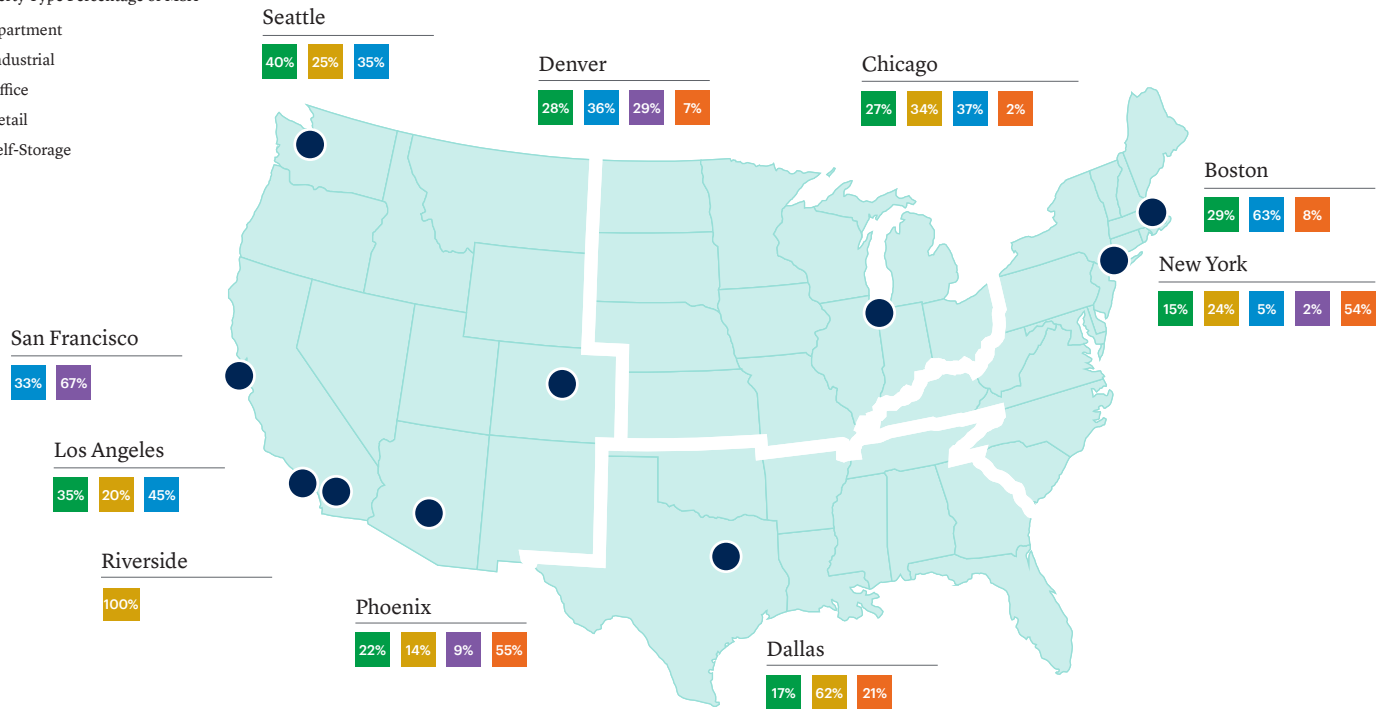 Seattle
partment
40% 25% 35%
ndustrial
ffice
etail
elf-Storage
Denver
28% 36% 29% 7%
Chicago
27% 34% 37% 2%
Boston
29% 63% 8%
New York
15% 24% 5% 2% 54%
San Francisco
33% 67%
Los Angeles
35% 20% 45%
Riverside
100%
Phoenix
22% 14% 9% 55%
Dallas
17% 62% 21%